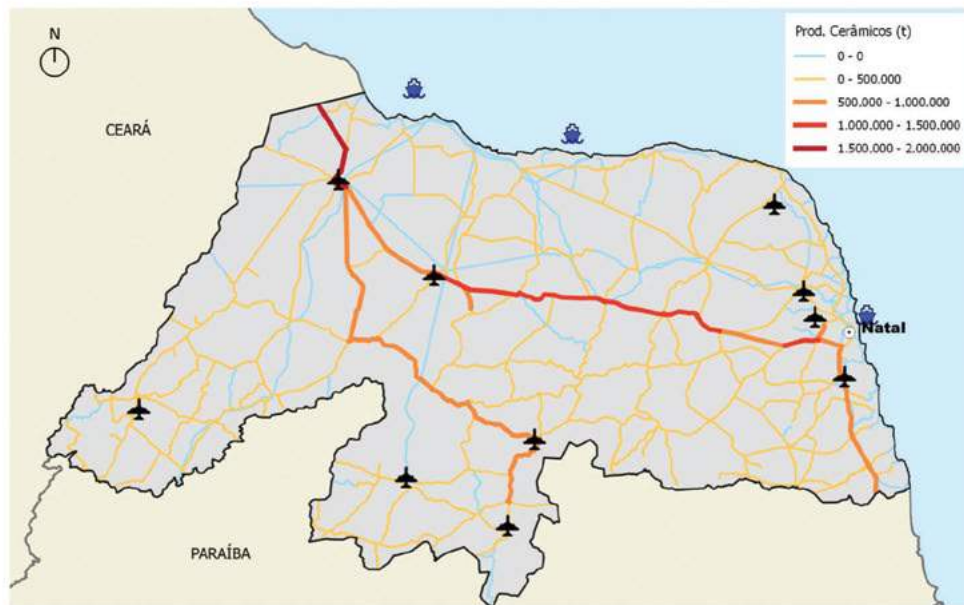 N
CEARÁ
PARAÍBA
Natal
Prod. Cerâmicos (t)
0 - 0
0 - 500.000
500.000 - 1.000.000
1.000.000 - 1.500.000
1.500.000 - 2.000.000